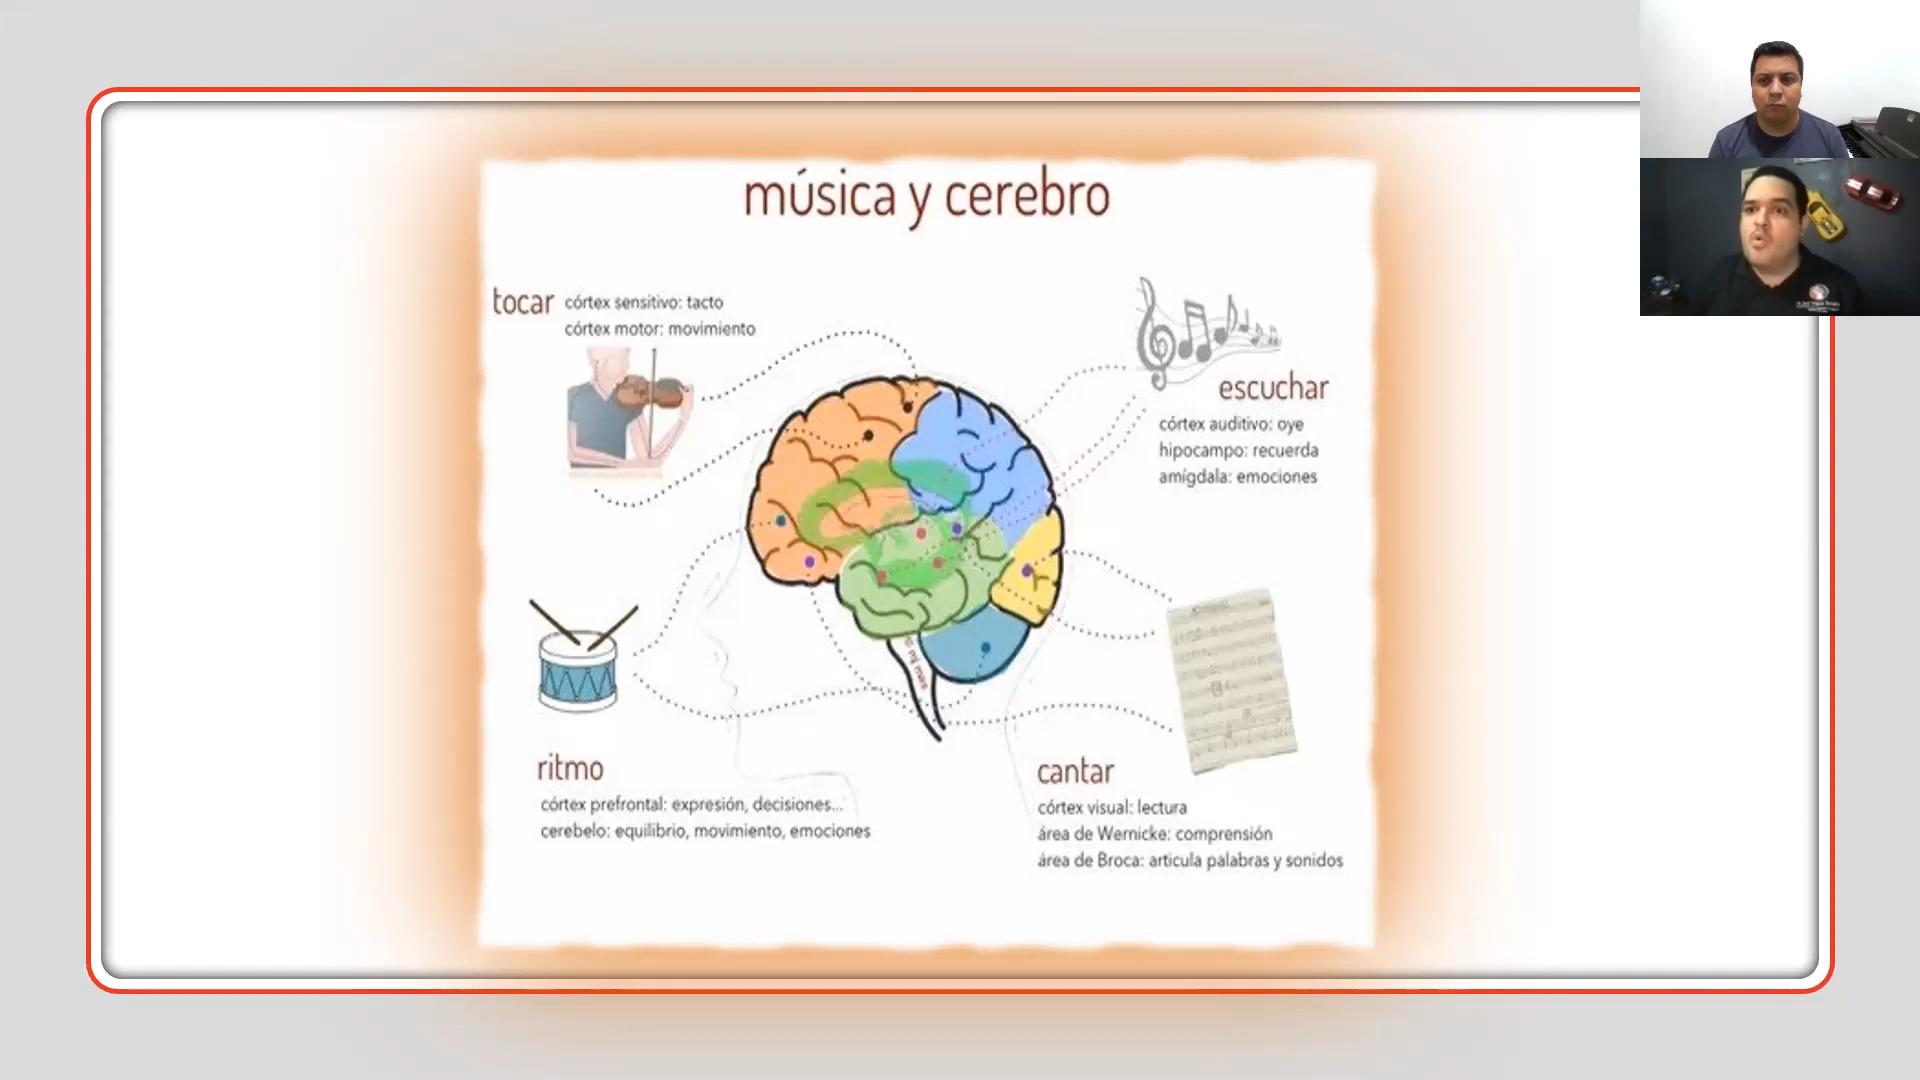 música y cerebro
tocar
córtex sensitivo: tacto
córtex motor: movimiento
escuchar
córtex auditivo: oye
hipocampo: recuerda
amígdala: emociones
ritmo
córtex prefrontal: expresión, decisiones...
cerebelo: equilibrio, movimiento, emociones
cantar
córtex visual: lectura
área de Wernicke: comprensión
área de Broca: articula palabras y sonidos